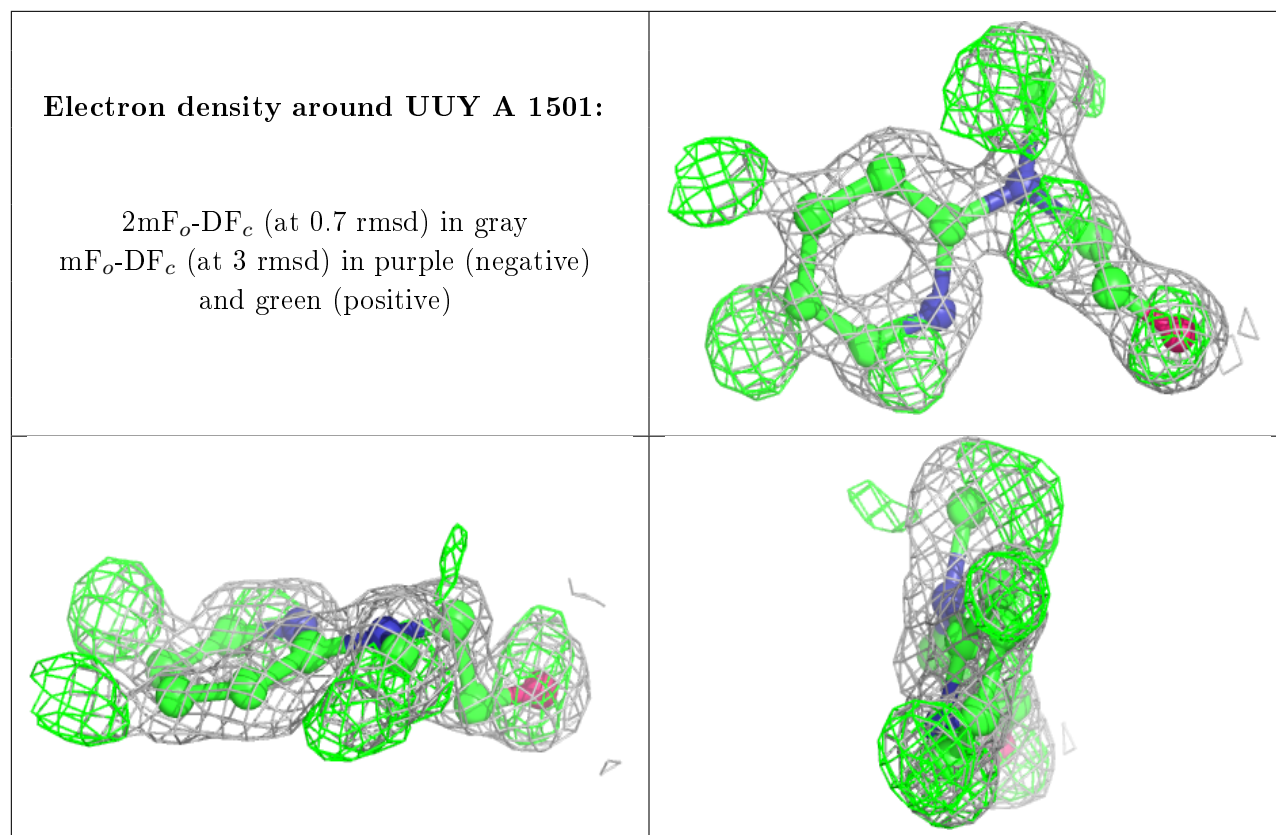 Electron density around UUY A 1501:
2mFₒ-DF𝒸 (at 0.7 rmsd) in gray
mFₒ-DF𝒸 (at 3 rmsd) in purple (negative)
and green (positive)